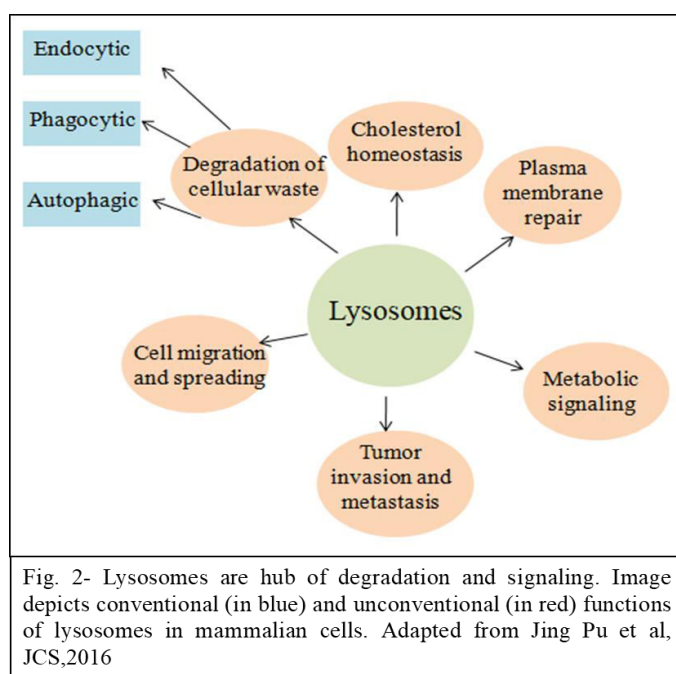 Endocytic
Phagocytic
Autophagic
Degradation of
cellular waste
Cholesterol
homeostasis
Plasma
membrane
repair
Lysosomes
Cell migration
and spreading
Metabolic
signaling
Tumor
invasion and
metastasis
Fig. 2- Lysosomes are hub of degradation and signaling. Image
depicts conventional (in blue) and unconventional (in red) functions
of lysosomes in mammalian cells. Adapted from Jing Pu et al,
JCS,2016